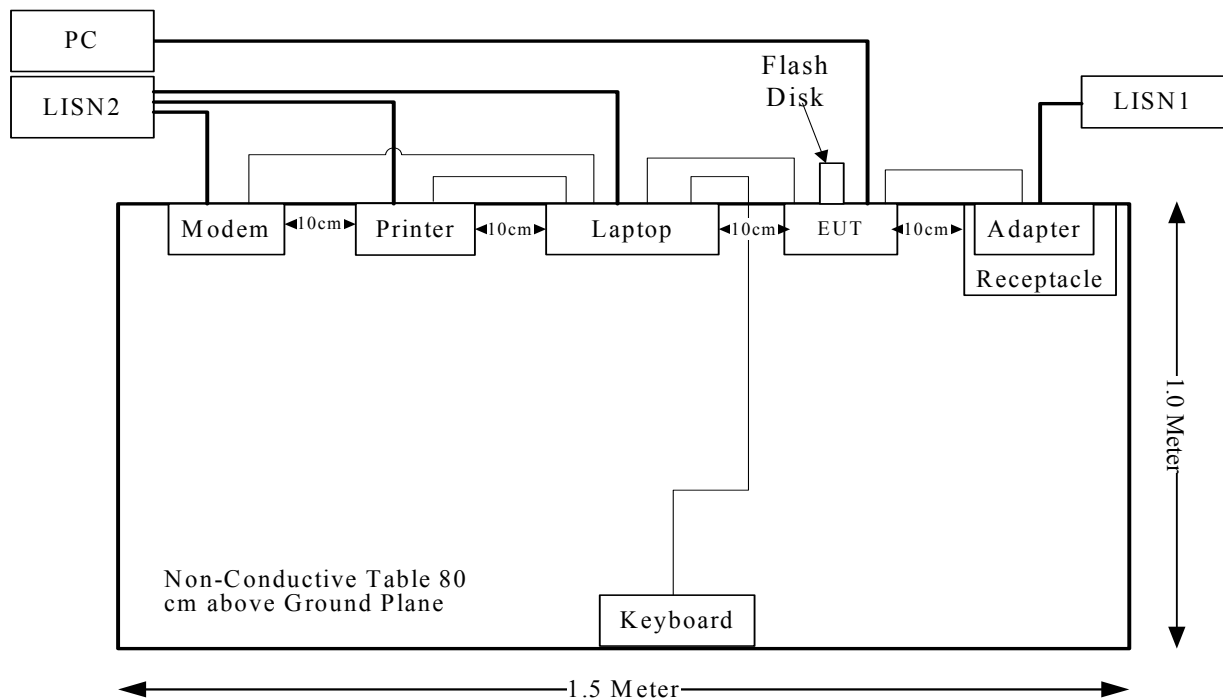 PC
LISN2
Flash
Disk
LISN1
Modem
10cm
Printer
10cm
Laptop
10cm
EUT
10cm
Adapter
Receptacle
1.0 Meter
Non-Conductive Table 80
cm above Ground Plane
Keyboard
1.5 Meter